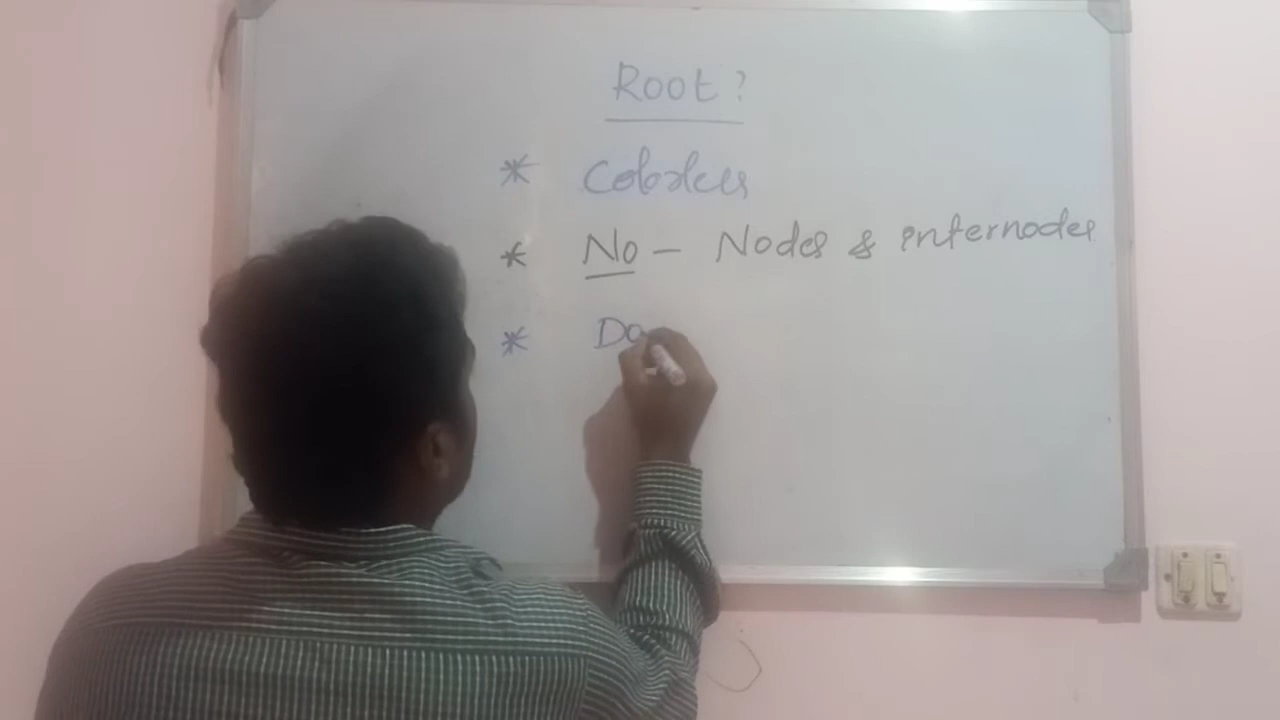 Root?
* Colorless
* No - Nodes & internodes
* Do